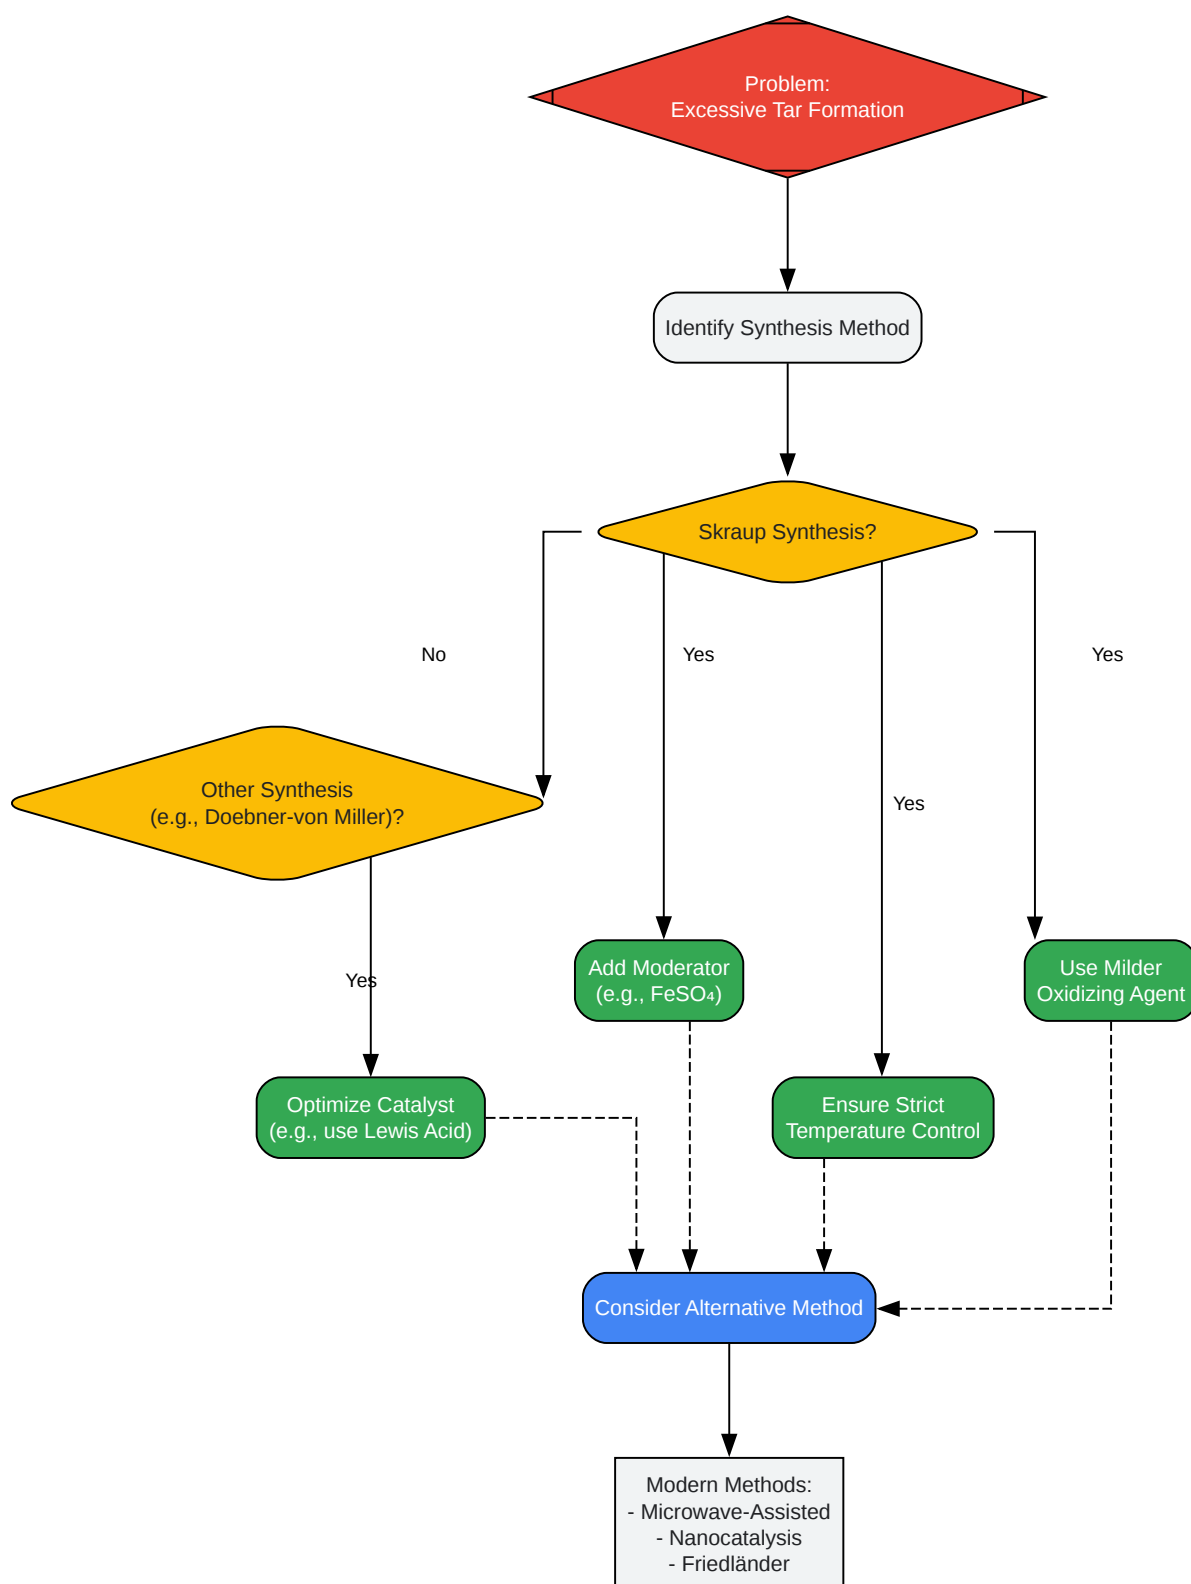 Problem:
Excessive Tar Formation
Identify Synthesis Method
Skraup Synthesis?
No
Yes
Yes
Other Synthesis
(e.g., Doebner-von Miller)?
Yes
Yes
Add Moderator
(e.g., FeSO₄)
Use Milder
Oxidizing Agent
Optimize Catalyst
(e.g., use Lewis Acid)
Ensure Strict
Temperature Control
Consider Alternative Method
Modern Methods:
- Microwave-Assisted
- Nanocatalysis
- Friedländer